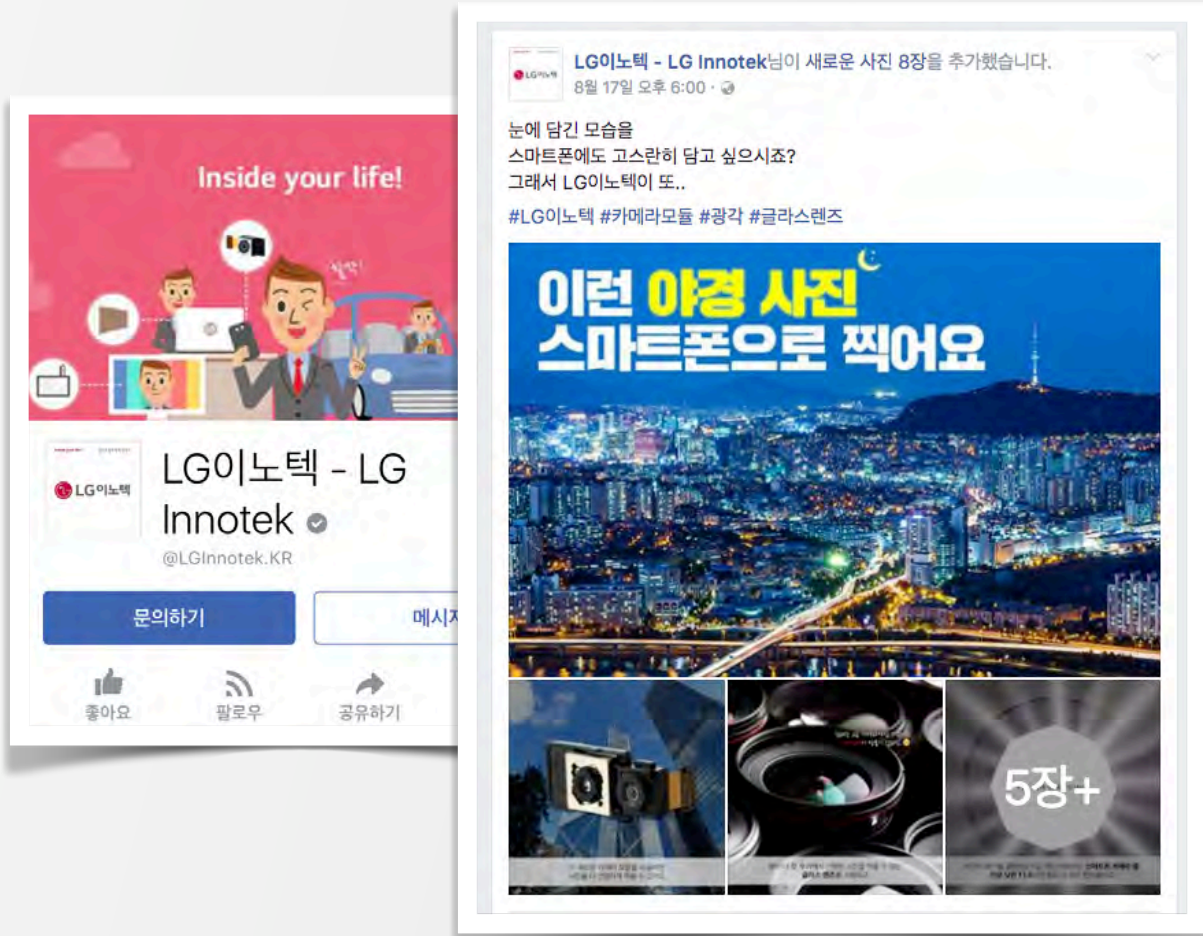 Inside your life!
찰칵!
LG이노텍
LG이노텍 - LG
Innotek
@LGInnotek.KR
문의하기
메시지
좋아요
팔로우
공유하기
LG이노텍
LG이노텍 - LG Innotek님이 새로운 사진 8장을 추가했습니다.
8월 17일 오후 6:00
눈에 담긴 모습을
스마트폰에도 고스란히 담고 싶으시죠?
그래서 LG이노텍이 또..
#LG이노텍 #카메라모듈 #광각 #글라스렌즈
이런 야경 사진
스마트폰으로 찍어요
5장+